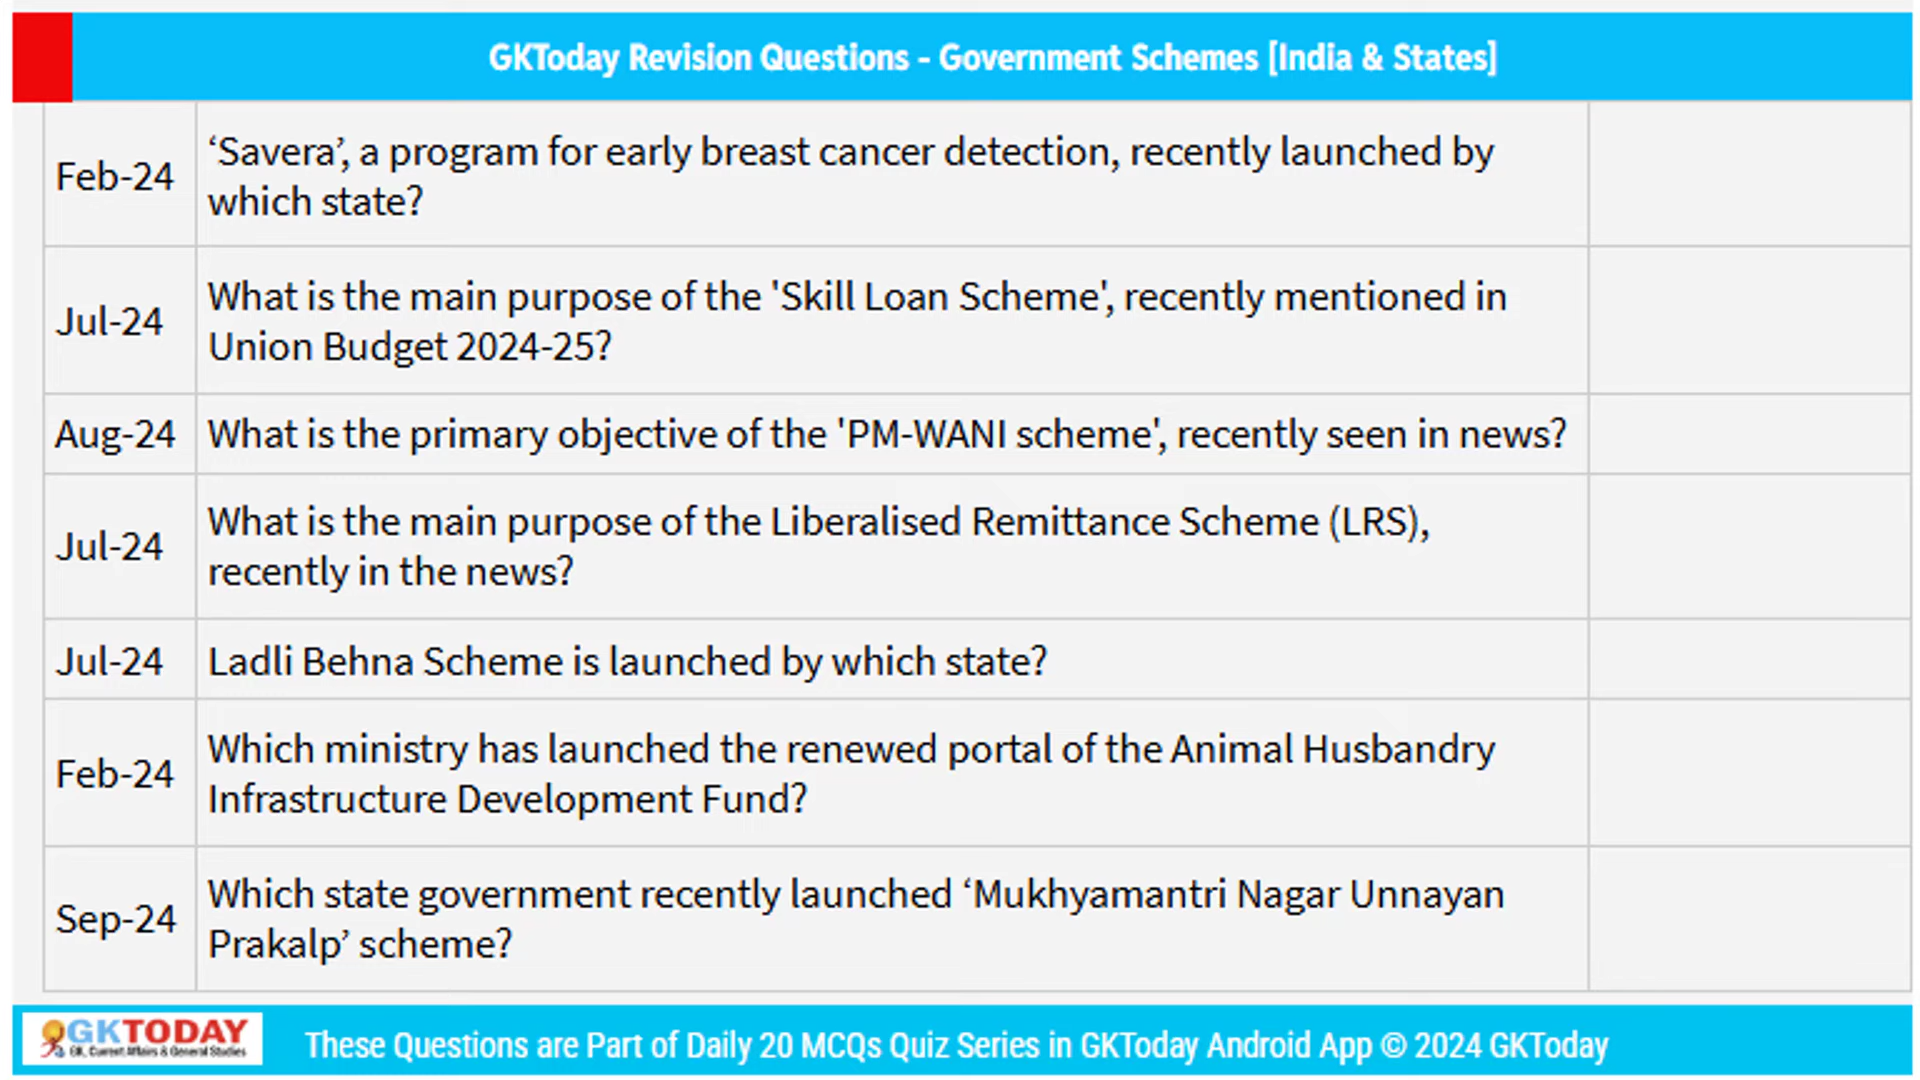 GKToday Revision Questions - Government Schemes [India & States]
Feb-24
‘Savera’, a program for early breast cancer detection, recently launched by
which state?
Jul-24
What is the main purpose of the 'Skill Loan Scheme', recently mentioned in
Union Budget 2024-25?
Aug-24
What is the primary objective of the 'PM-WANI scheme', recently seen in news?
Jul-24
What is the main purpose of the Liberalised Remittance Scheme (LRS),
recently in the news?
Jul-24
Ladli Behna Scheme is launched by which state?
Feb-24
Which ministry has launched the renewed portal of the Animal Husbandry
Infrastructure Development Fund?
Sep-24
Which state government recently launched ‘Mukhyamantri Nagar Unnayan
Prakalp’ scheme?
GKTODAY
GK, Current Affairs & General Studies
These Questions are Part of Daily 20 MCQs Quiz Series in GKToday Android App © 2024 GKToday